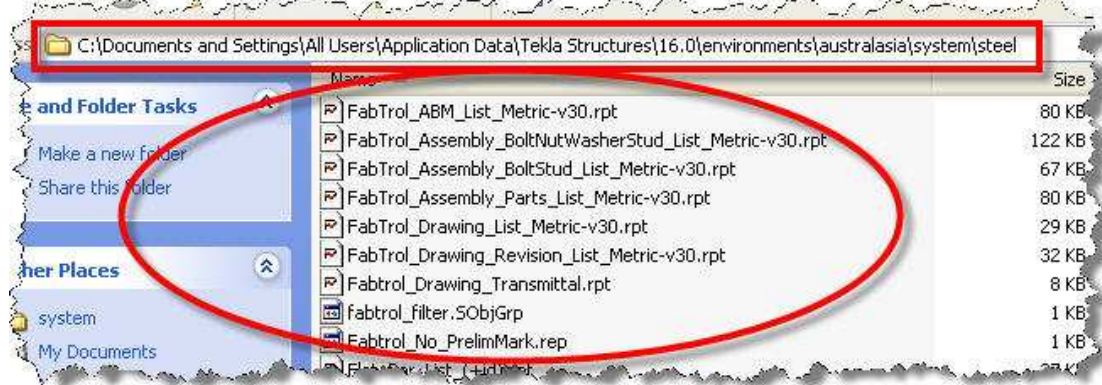 C:\Documents and Settings\All Users\Application Data\Tekla Structures\16.0\environments\australasia\system\steel
Name
Size
and Folder Tasks
Make a new folder
Share this folder
her Places
system
My Documents
FabTrol_ABM_List_Metric-v30.rpt 80 KB
FabTrol_Assembly_BoltNutWasherStud_List_Metric-v30.rpt 122 KB
FabTrol_Assembly_BoltStud_List_Metric-v30.rpt 67 KB
FabTrol_Assembly_Parts_List_Metric-v30.rpt 80 KB
FabTrol_Drawing_List_Metric-v30.rpt 29 KB
FabTrol_Drawing_Revision_List_Metric-v30.rpt 32 KB
Fabtrol_Drawing_Transmittal.rpt 8 KB
fabtrol_filter.SObjGrp 1 KB
Fabtrol_No_PrelimMark.rep 1 KB